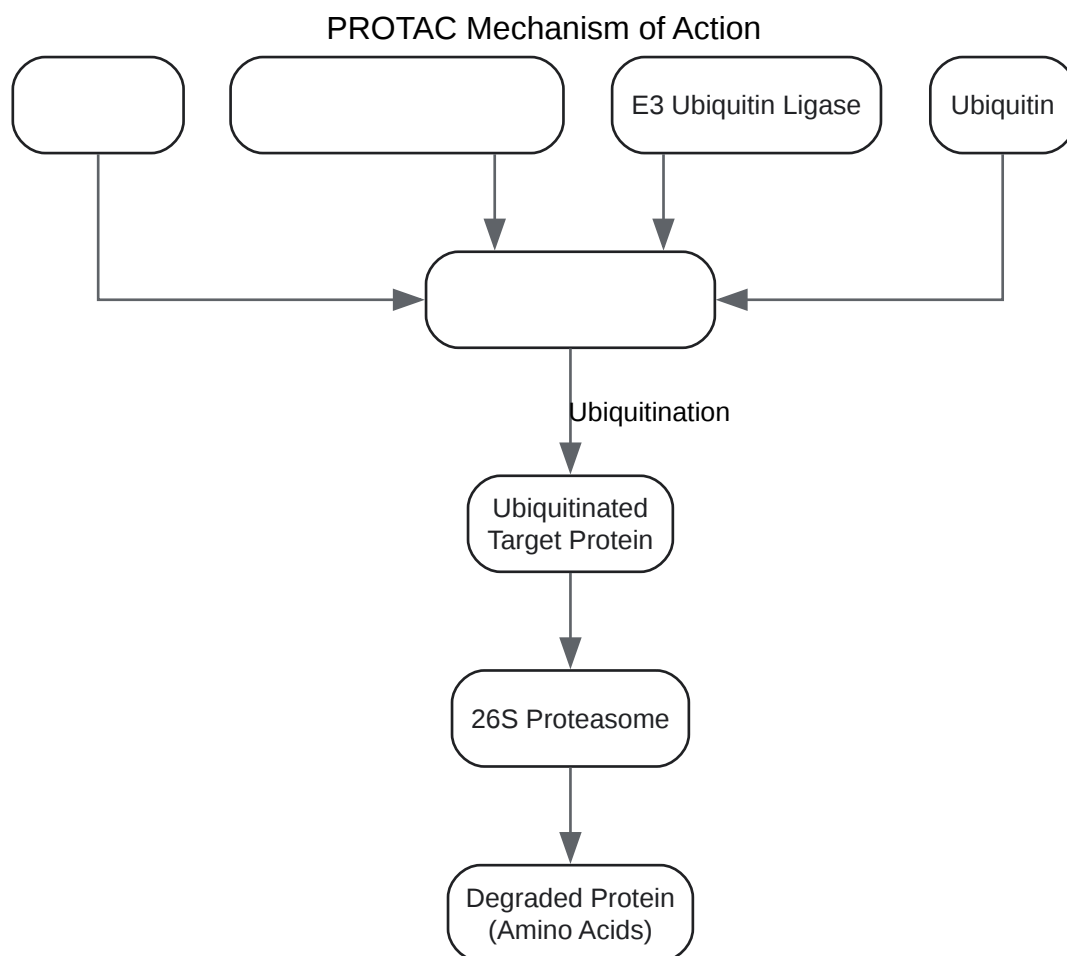 PROTAC Mechanism of Action
E3 Ubiquitin Ligase
Ubiquitin
Ubiquitination
Ubiquitinated
Target Protein
26S Proteasome
Degraded Protein
(Amino Acids)